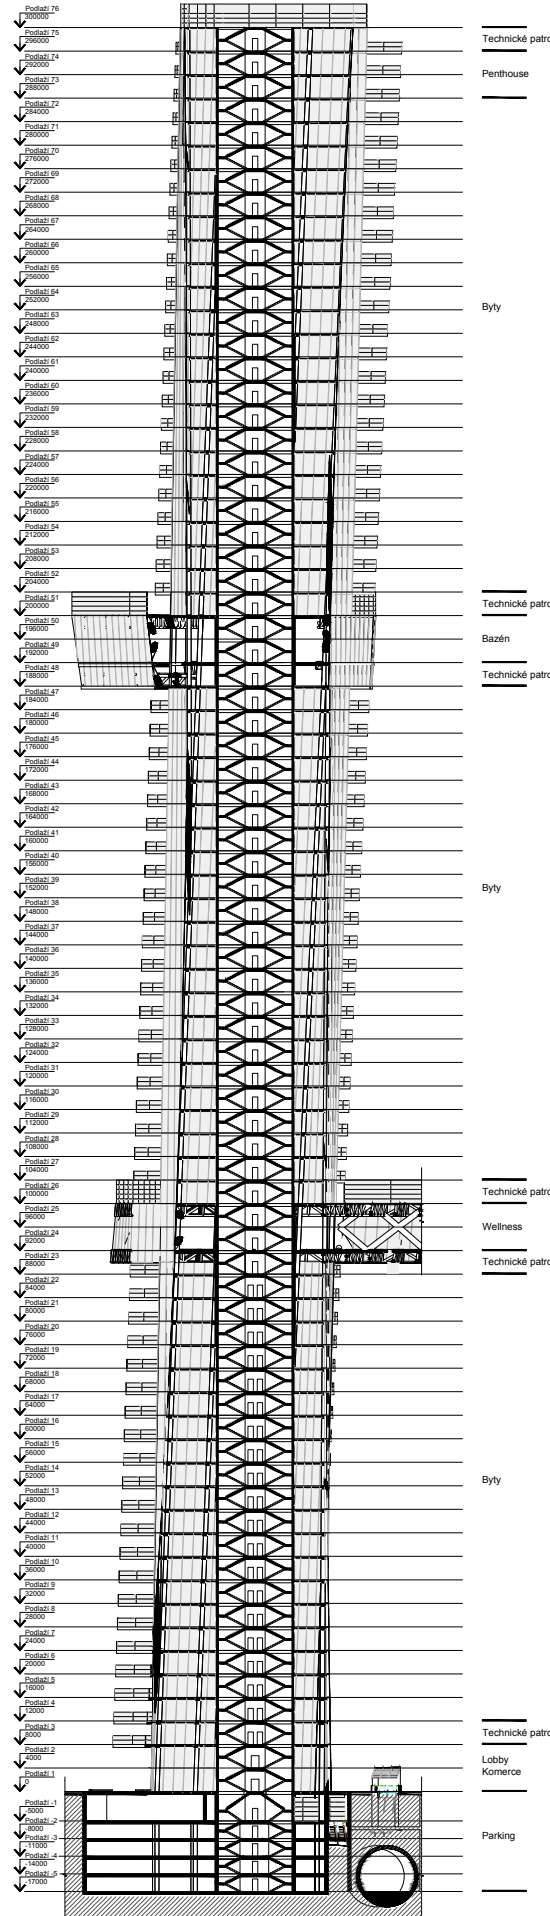 Podlaží 76
300000
Podlaží 75
296000
Technické patro
Podlaží 74
292000
Penthouse
Podlaží 73
288000
Podlaží 72
284000
Podlaží 71
280000
Podlaží 70
276000
Podlaží 69
272000
Podlaží 68
268000
Podlaží 67
264000
Podlaží 66
260000
Podlaží 65
256000
Podlaží 64
252000
Byty
Podlaží 63
248000
Podlaží 62
244000
Podlaží 61
240000
Podlaží 60
236000
Podlaží 59
232000
Podlaží 58
228000
Podlaží 57
224000
Podlaží 56
220000
Podlaží 55
216000
Podlaží 54
212000
Podlaží 53
208000
Podlaží 52
204000
Podlaží 51
200000
Technické patro
Podlaží 50
196000
Bazén
Podlaží 49
192000
Podlaží 48
188000
Technické patro
Podlaží 47
184000
Podlaží 46
180000
Podlaží 45
176000
Podlaží 44
172000
Podlaží 43
168000
Podlaží 42
164000
Podlaží 41
160000
Podlaží 40
156000
Podlaží 39
152000
Byty
Podlaží 38
148000
Podlaží 37
144000
Podlaží 36
140000
Podlaží 35
136000
Podlaží 34
132000
Podlaží 33
128000
Podlaží 32
124000
Podlaží 31
120000
Podlaží 30
116000
Podlaží 29
112000
Podlaží 28
108000
Podlaží 27
104000
Podlaží 26
100000
Technické patro
Podlaží 25
96000
Wellness
Podlaží 24
92000
Podlaží 23
88000
Technické patro
Podlaží 22
84000
Podlaží 21
80000
Podlaží 20
76000
Podlaží 19
72000
Podlaží 18
68000
Podlaží 17
64000
Podlaží 16
60000
Podlaží 15
56000
Podlaží 14
52000
Byty
Podlaží 13
48000
Podlaží 12
44000
Podlaží 11
40000
Podlaží 10
36000
Podlaží 9
32000
Podlaží 8
28000
Podlaží 7
24000
Podlaží 6
20000
Podlaží 5
16000
Podlaží 4
12000
Podlaží 3
8000
Technické patro
Podlaží 2
4000
Lobby
Komerce
Podlaží 1
0
Podlaží -1
-5000
Podlaží -2
-8000
Podlaží -3
-11000
Parking
Podlaží -4
-14000
Podlaží -5
-17000